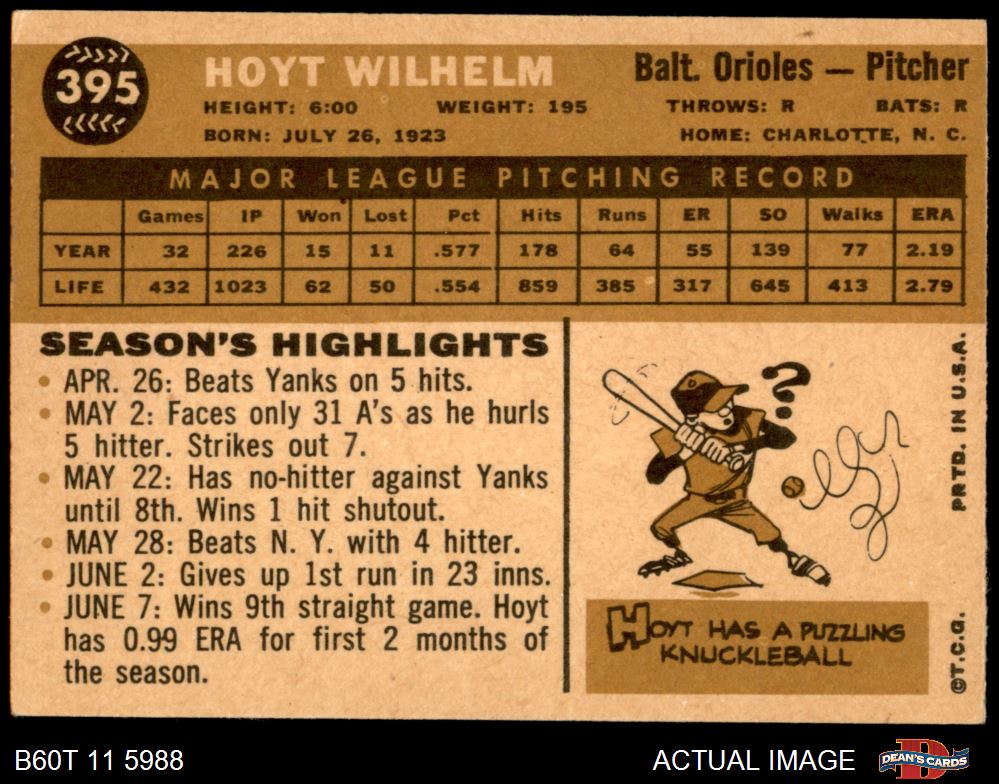 395
HOYT WILHELM
Balt. Orioles — Pitcher
HEIGHT: 6:00 WEIGHT: 195 THROWS: R BATS: R
BORN: JULY 26, 1923 HOME: CHARLOTTE, N. C.
MAJOR LEAGUE PITCHING RECORD
Games IP Won Lost Pct Hits Runs ER SO Walks ERA
YEAR 32 226 15 11 .577 178 64 55 139 77 2.19
LIFE 432 1023 62 50 .554 859 385 317 645 413 2.79
SEASON'S HIGHLIGHTS
• APR. 26: Beats Yanks on 5 hits.
• MAY 2: Faces only 31 A's as he hurls
5 hitter. Strikes out 7.
• MAY 22: Has no-hitter against Yanks
until 8th. Wins 1 hit shutout.
• MAY 28: Beats N. Y. with 4 hitter.
• JUNE 2: Gives up 1st run in 23 inns.
• JUNE 7: Wins 9th straight game. Hoyt
has 0.99 ERA for first 2 months of
the season.
?
HOYT HAS A PUZZLING
KNUCKLEBALL
©T.C.G. PRTD. IN U.S.A.
B60T 11 5988
ACTUAL IMAGE
D
DEAN'S CARDS